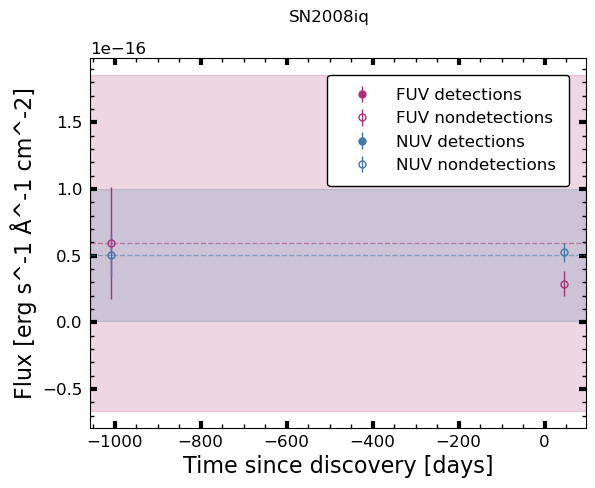 SN2008iq
1e−16
FUV detections
FUV nondetections
NUV detections
NUV nondetections
1.5
1.0
0.5
0.0
−0.5
Flux [erg s^-1 Å^-1 cm^-2]
−1000 −800 −600 −400 −200 0
Time since discovery [days]